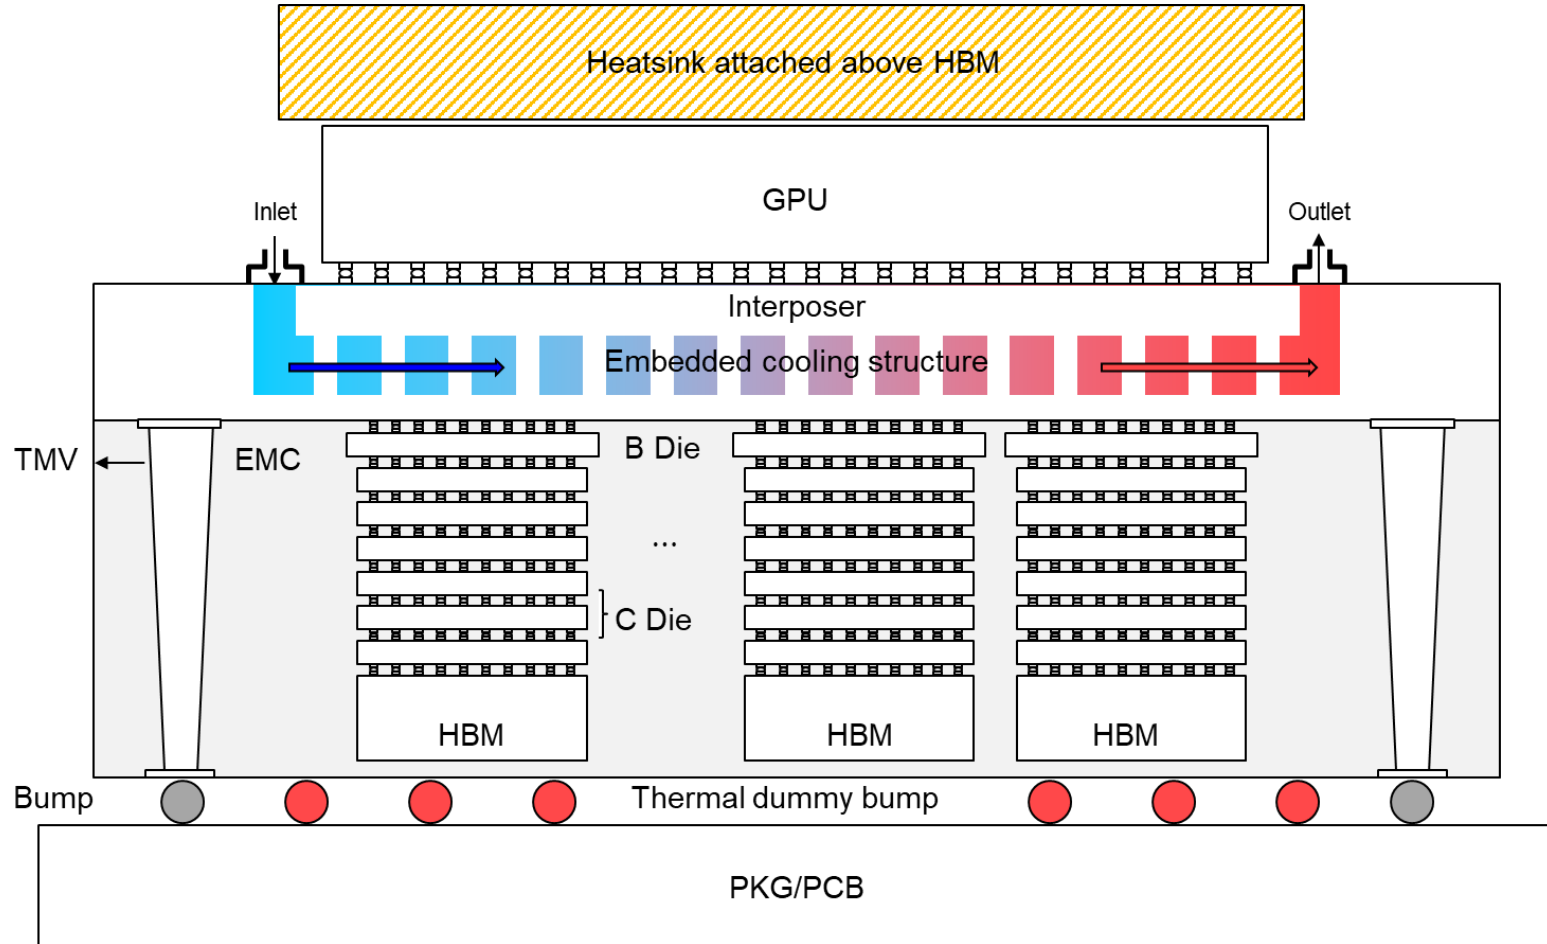 Heatsink attached above HBM
GPU
Inlet
Outlet
Interposer
Embedded cooling structure
TMV
EMC
B Die
...
C Die
HBM
HBM
HBM
Bump
Thermal dummy bump
PKG/PCB